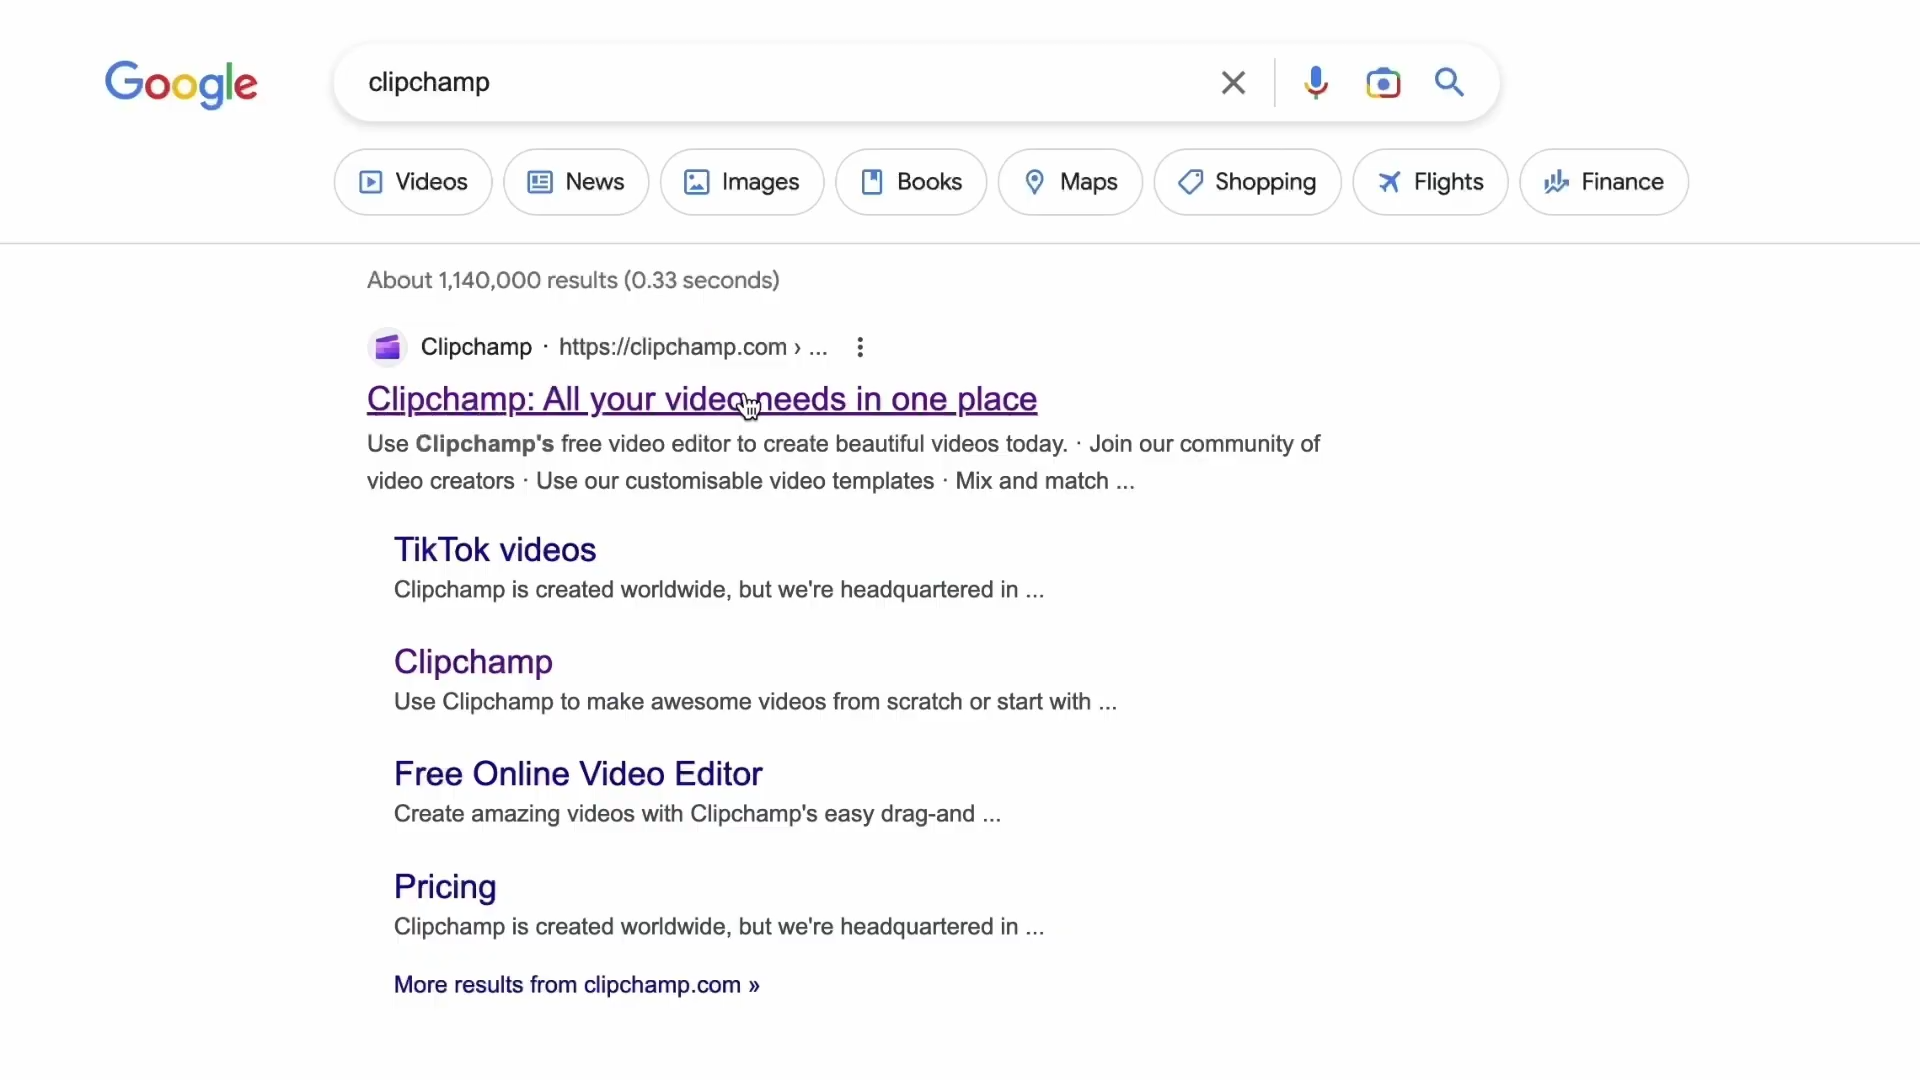 Google
clipchamp
Videos
News
Images
Books
Maps
Shopping
Flights
Finance
About 1,140,000 results (0.33 seconds)
Clipchamp · https://clipchamp.com › ...
Clipchamp: All your video needs in one place
Use Clipchamp's free video editor to create beautiful videos today. · Join our community of
video creators · Use our customisable video templates · Mix and match ...
TikTok videos
Clipchamp is created worldwide, but we're headquartered in ...
Clipchamp
Use Clipchamp to make awesome videos from scratch or start with ...
Free Online Video Editor
Create amazing videos with Clipchamp's easy drag-and ...
Pricing
Clipchamp is created worldwide, but we're headquartered in ...
More results from clipchamp.com »